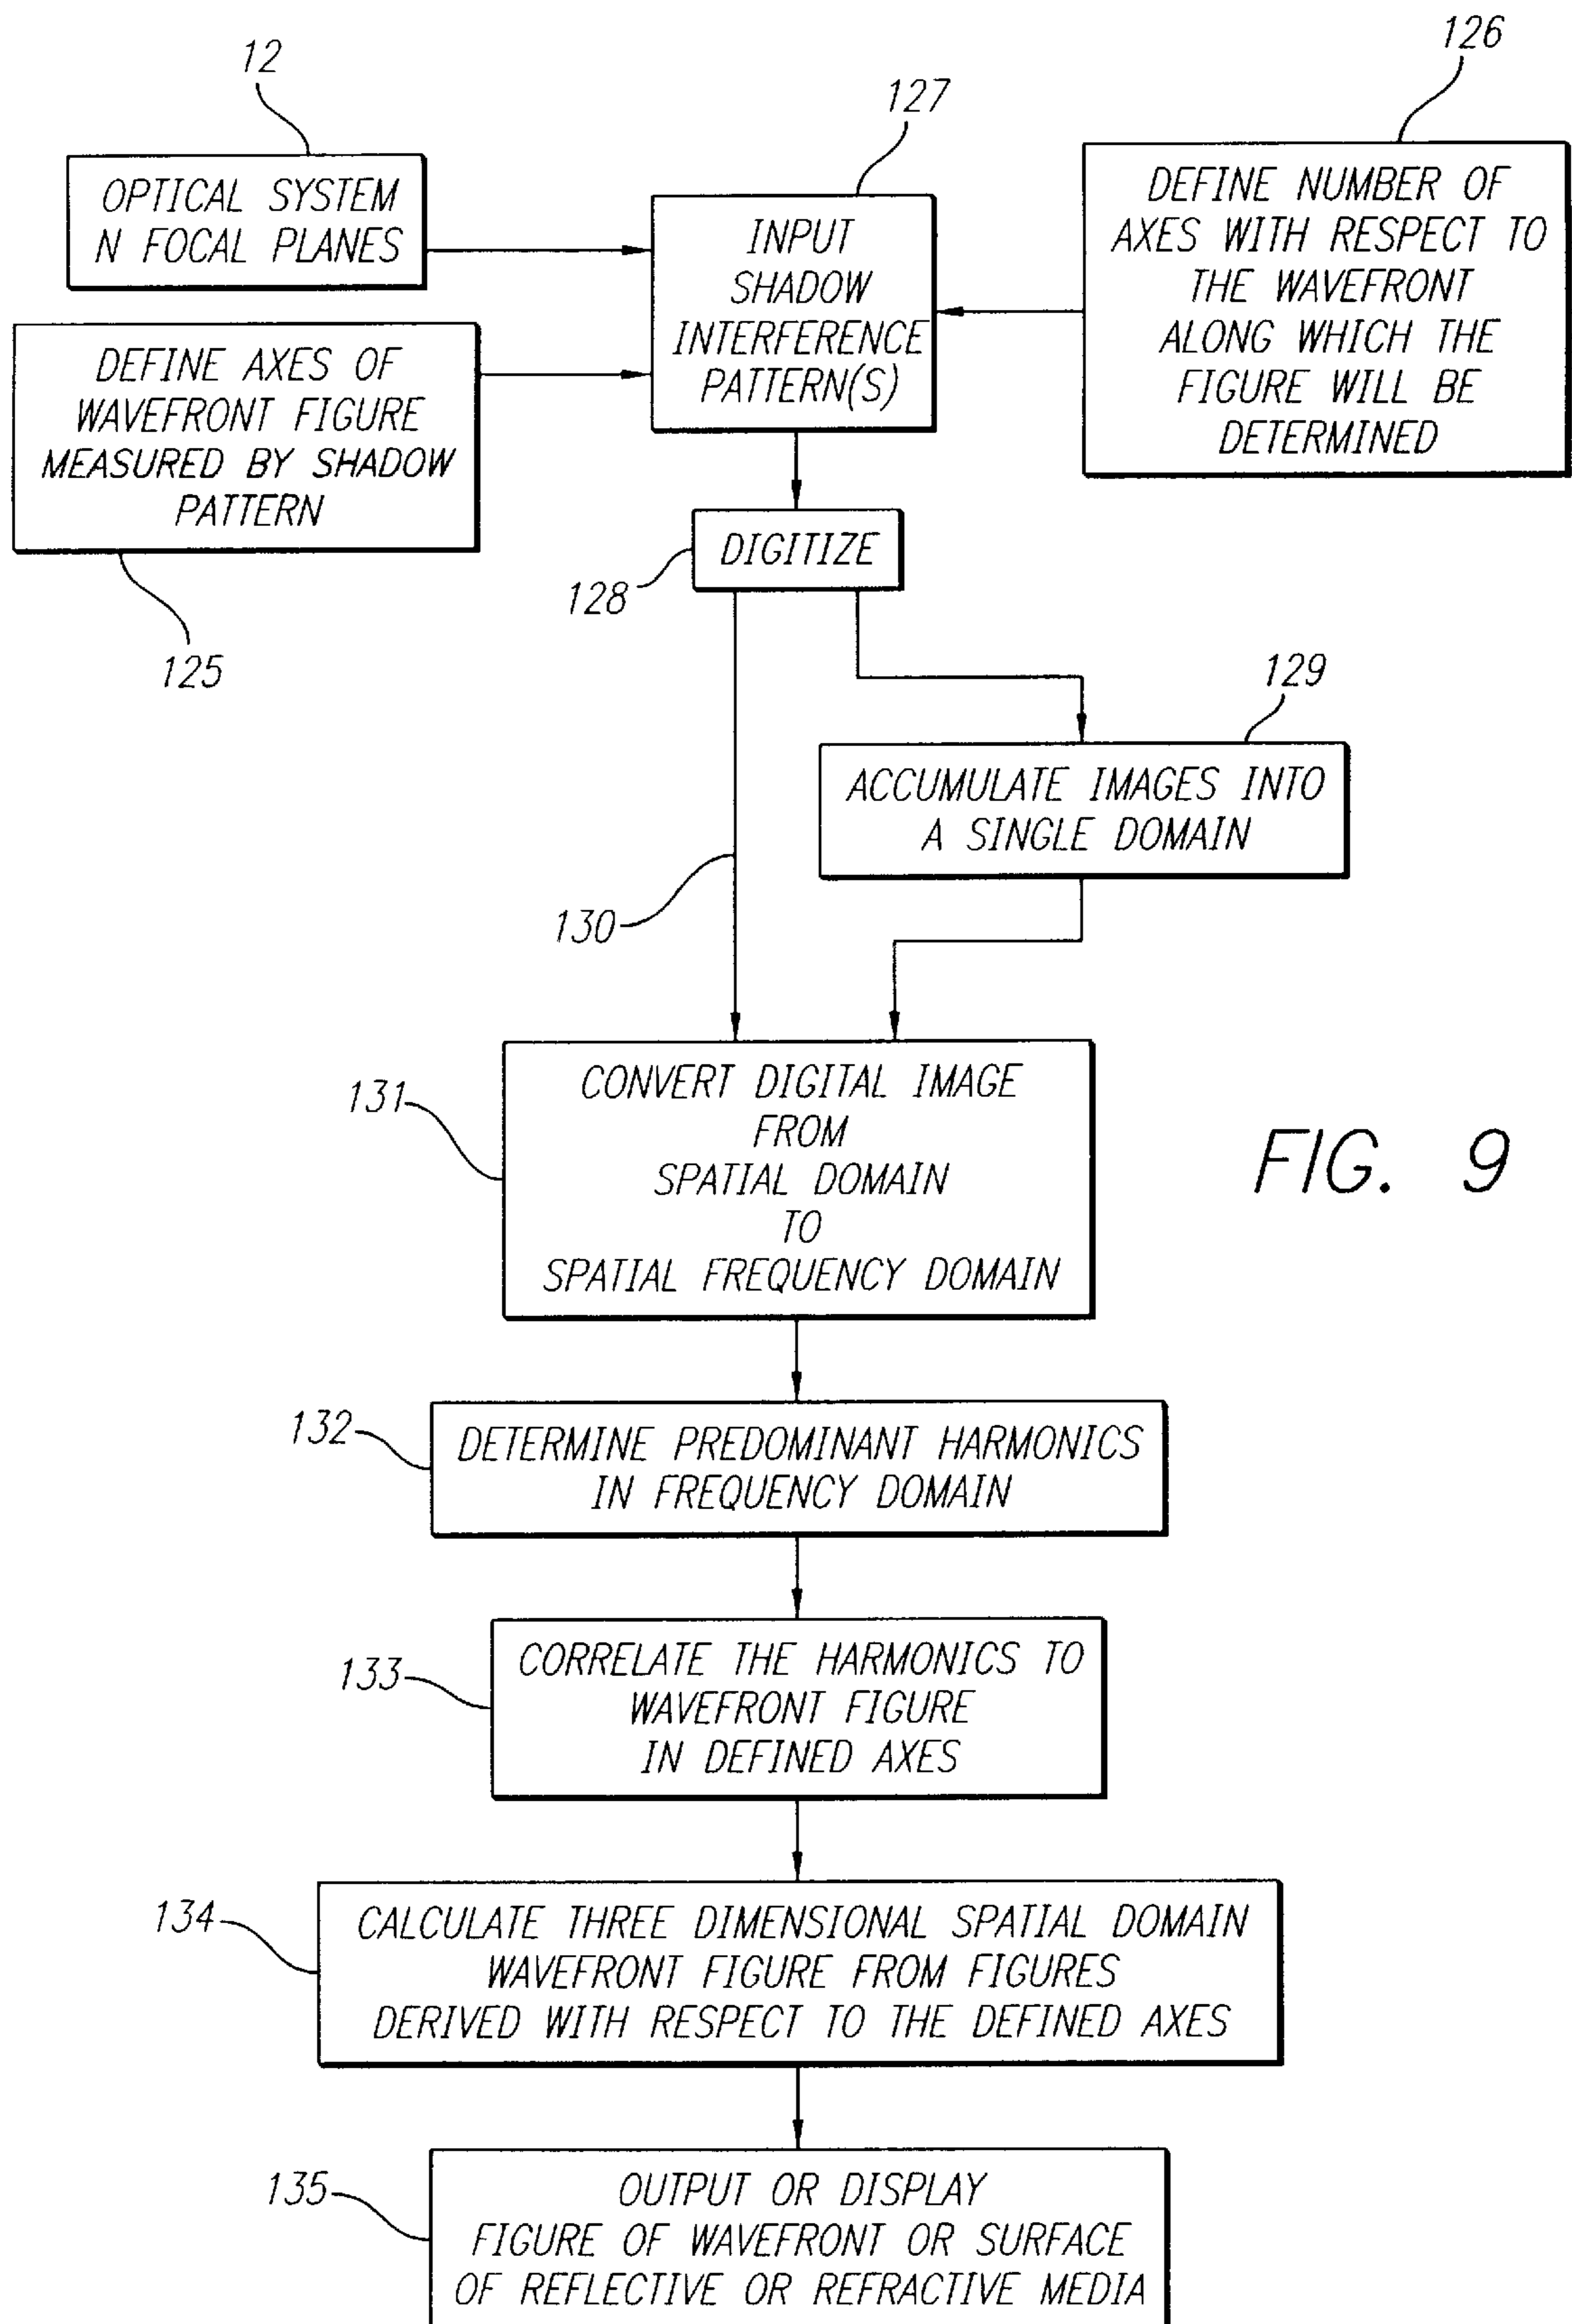 12
126
127
OPTICAL SYSTEM
N FOCAL PLANES
INPUT
SHADOW
INTERFERENCE
PATTERN(S)
DEFINE NUMBER OF
AXES WITH RESPECT TO
THE WAVEFRONT
ALONG WHICH THE
FIGURE WILL BE
DETERMINED
DEFINE AXES OF
WAVEFRONT FIGURE
MEASURED BY SHADOW
PATTERN
125
DIGITIZE
128
129
ACCUMULATE IMAGES INTO
A SINGLE DOMAIN
130
131
CONVERT DIGITAL IMAGE
FROM
SPATIAL DOMAIN
TO
SPATIAL FREQUENCY DOMAIN
FIG. 9
132
DETERMINE PREDOMINANT HARMONICS
IN FREQUENCY DOMAIN
133
CORRELATE THE HARMONICS TO
WAVEFRONT FIGURE
IN DEFINED AXES
134
CALCULATE THREE DIMENSIONAL SPATIAL DOMAIN
WAVEFRONT FIGURE FROM FIGURES
DERIVED WITH RESPECT TO THE DEFINED AXES
135
OUTPUT OR DISPLAY
FIGURE OF WAVEFRONT OR SURFACE
OF REFLECTIVE OR REFRACTIVE MEDIA